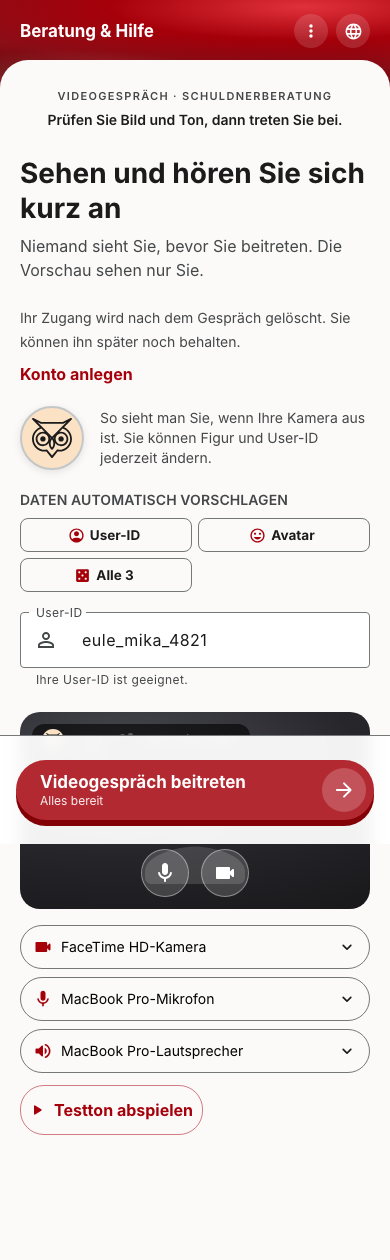 Beratung & Hilfe
VIDEOGESPRÄCH · SCHULDNERBERATUNG
Prüfen Sie Bild und Ton, dann treten Sie bei.
Sehen und hören Sie sich
kurz an
Niemand sieht Sie, bevor Sie beitreten. Die
Vorschau sehen nur Sie.
Ihr Zugang wird nach dem Gespräch gelöscht. Sie
können ihn später noch behalten.
Konto anlegen
So sieht man Sie, wenn Ihre Kamera aus
ist. Sie können Figur und User-ID
jederzeit ändern.
DATEN AUTOMATISCH VORSCHLAGEN
User-ID
Avatar
Alle 3
User-ID
eule_mika_4821
Ihre User-ID ist geeignet.
Videogespräch beitreten
Alles bereit
FaceTime HD-Kamera
MacBook Pro-Mikrofon
MacBook Pro-Lautsprecher
Testton abspielen